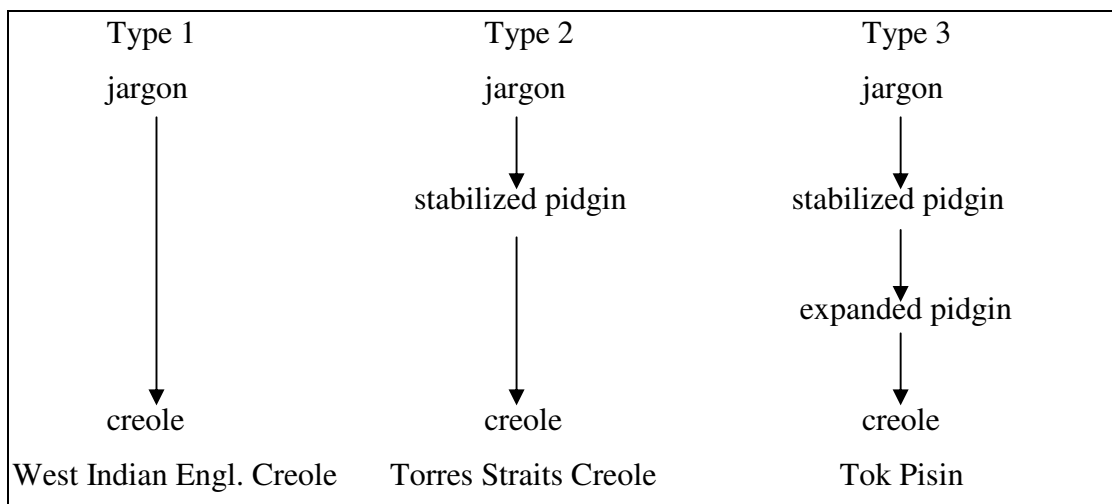 Type 1 Type 2 Type 3
jargon jargon jargon
stabilized pidgin stabilized pidgin
expanded pidgin
creole creole creole
West Indian Engl. Creole Torres Straits Creole Tok Pisin